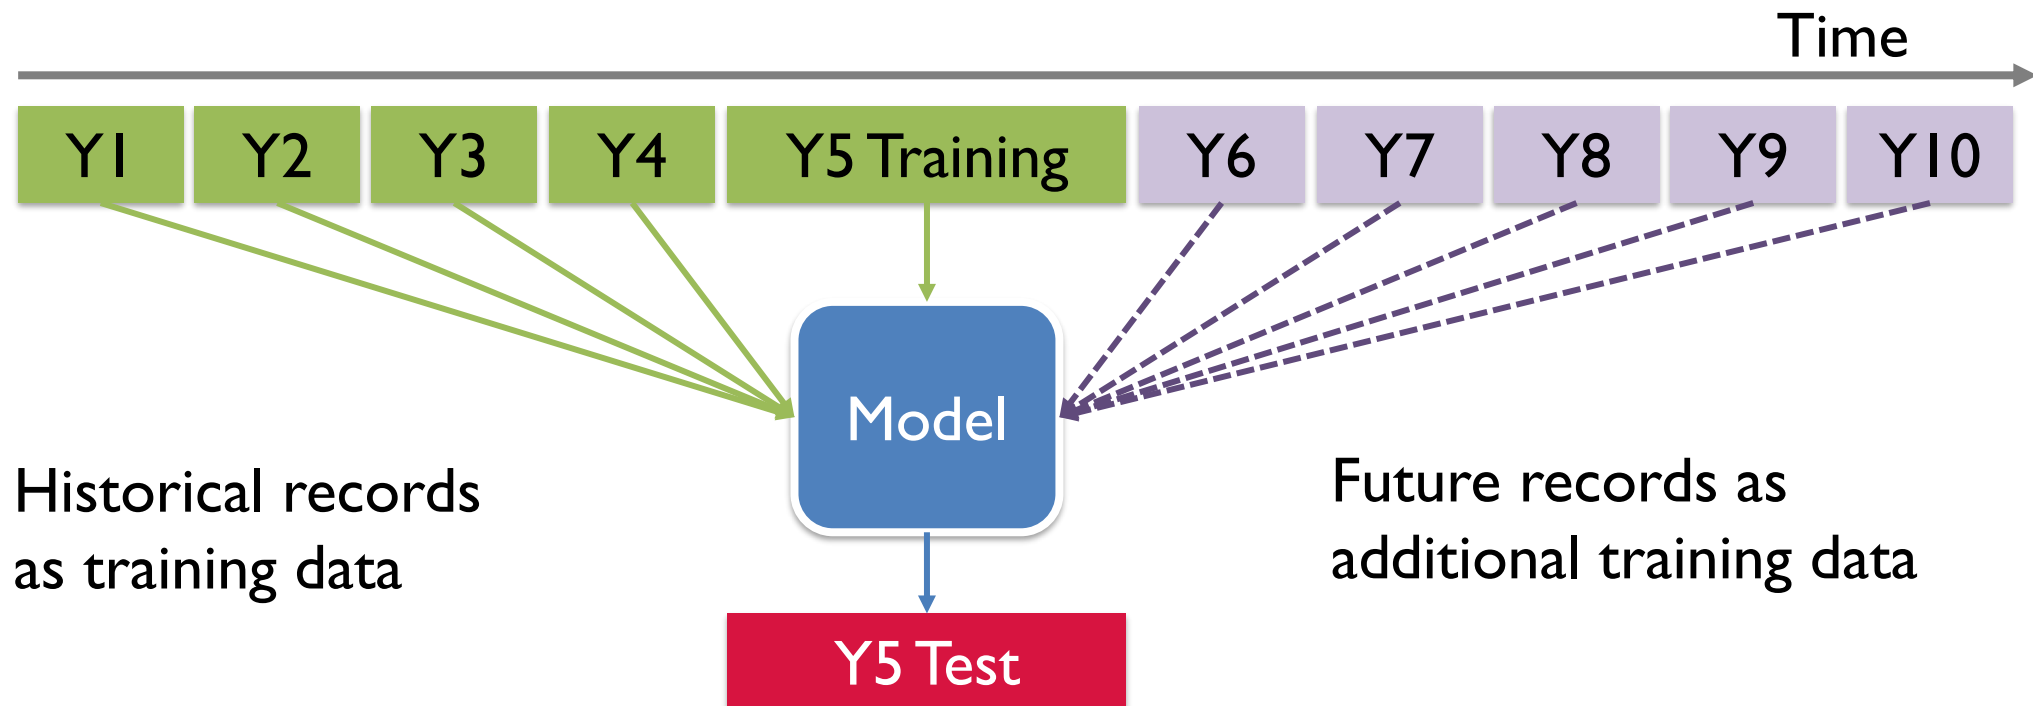 Time
Y1
Y2
Y3
Y4
Y5 Training
Y6
Y7
Y8
Y9
Y10
Model
Historical records
as training data
Future records as
additional training data
Y5 Test